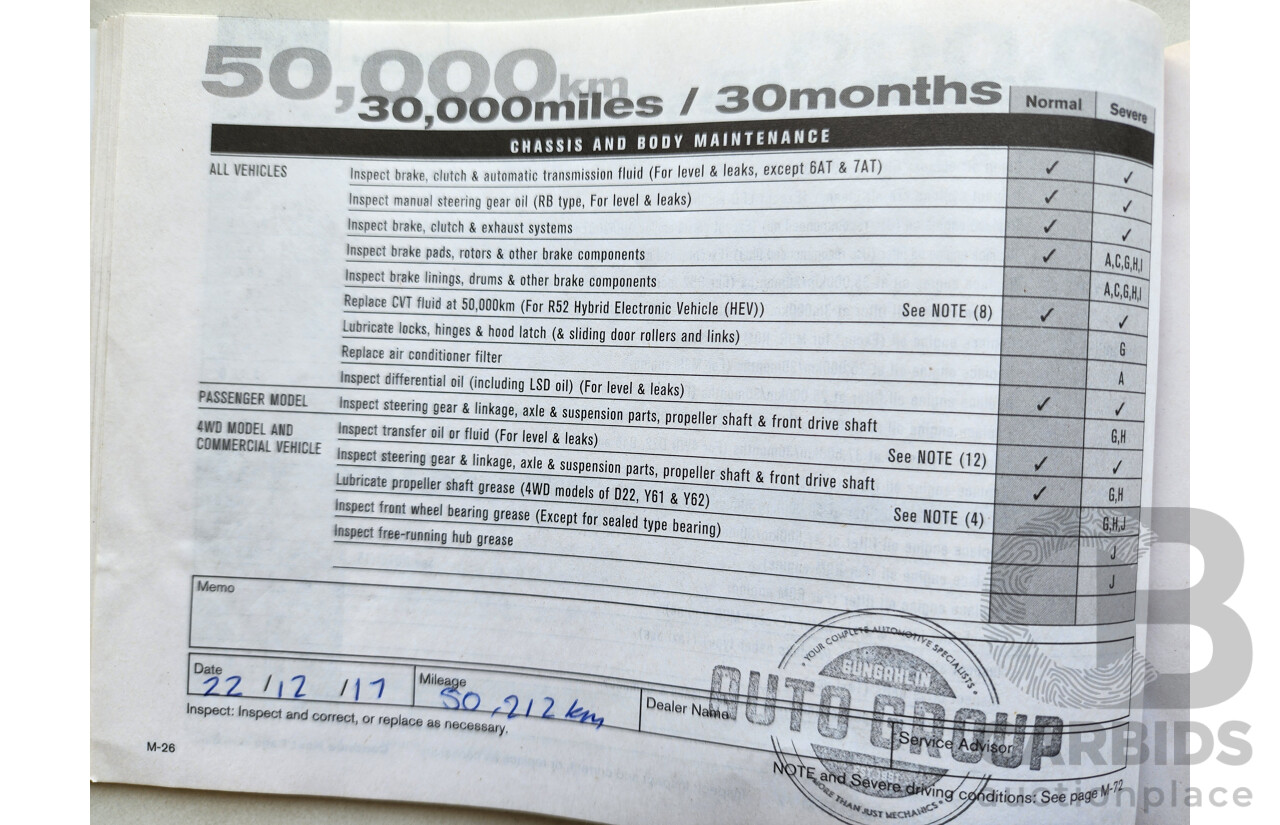 50,000km
30,000miles / 30months
Normal
Severe
CHASSIS AND BODY MAINTENANCE
ALL VEHICLES
Inspect brake, clutch & automatic transmission fluid (For level & leaks, except 6AT & 7AT) ✓ ✓
Inspect manual steering gear oil (RB type, For level & leaks) ✓ ✓
Inspect brake, clutch & exhaust systems ✓ ✓
Inspect brake pads, rotors & other brake components ✓ A,C,G,H,I
Inspect brake linings, drums & other brake components A,C,G,H,I
Replace CVT fluid at 50,000km (For R52 Hybrid Electronic Vehicle (HEV)) See NOTE (8) ✓ ✓
Lubricate locks, hinges & hood latch (& sliding door rollers and links) G
Replace air conditioner filter A
Inspect differential oil (including LSD oil) (For level & leaks) ✓ ✓
PASSENGER MODEL
Inspect steering gear & linkage, axle & suspension parts, propeller shaft & front drive shaft G,H
4WD MODEL AND
COMMERCIAL VEHICLE
Inspect transfer oil or fluid (For level & leaks) See NOTE (12) ✓ ✓
Inspect steering gear & linkage, axle & suspension parts, propeller shaft & front drive shaft ✓ G,H
Lubricate propeller shaft grease (4WD models of D22, Y61 & Y62) See NOTE (4) G,H,J
Inspect front wheel bearing grease (Except for sealed type bearing) J
Inspect free-running hub grease J
Memo
Date
22 / 12 / 17
Mileage
50,212 km
Dealer Name
Service Advisor
YOUR COMPLETE AUTOMOTIVE SPECIALISTS
GUNGAHLIN
AUTO GROUP
MORE THAN JUST MECHANICS
Inspect: Inspect and correct, or replace as necessary.
NOTE and Severe driving conditions: See page M-72
M-26
CARBIDS
auctionplace